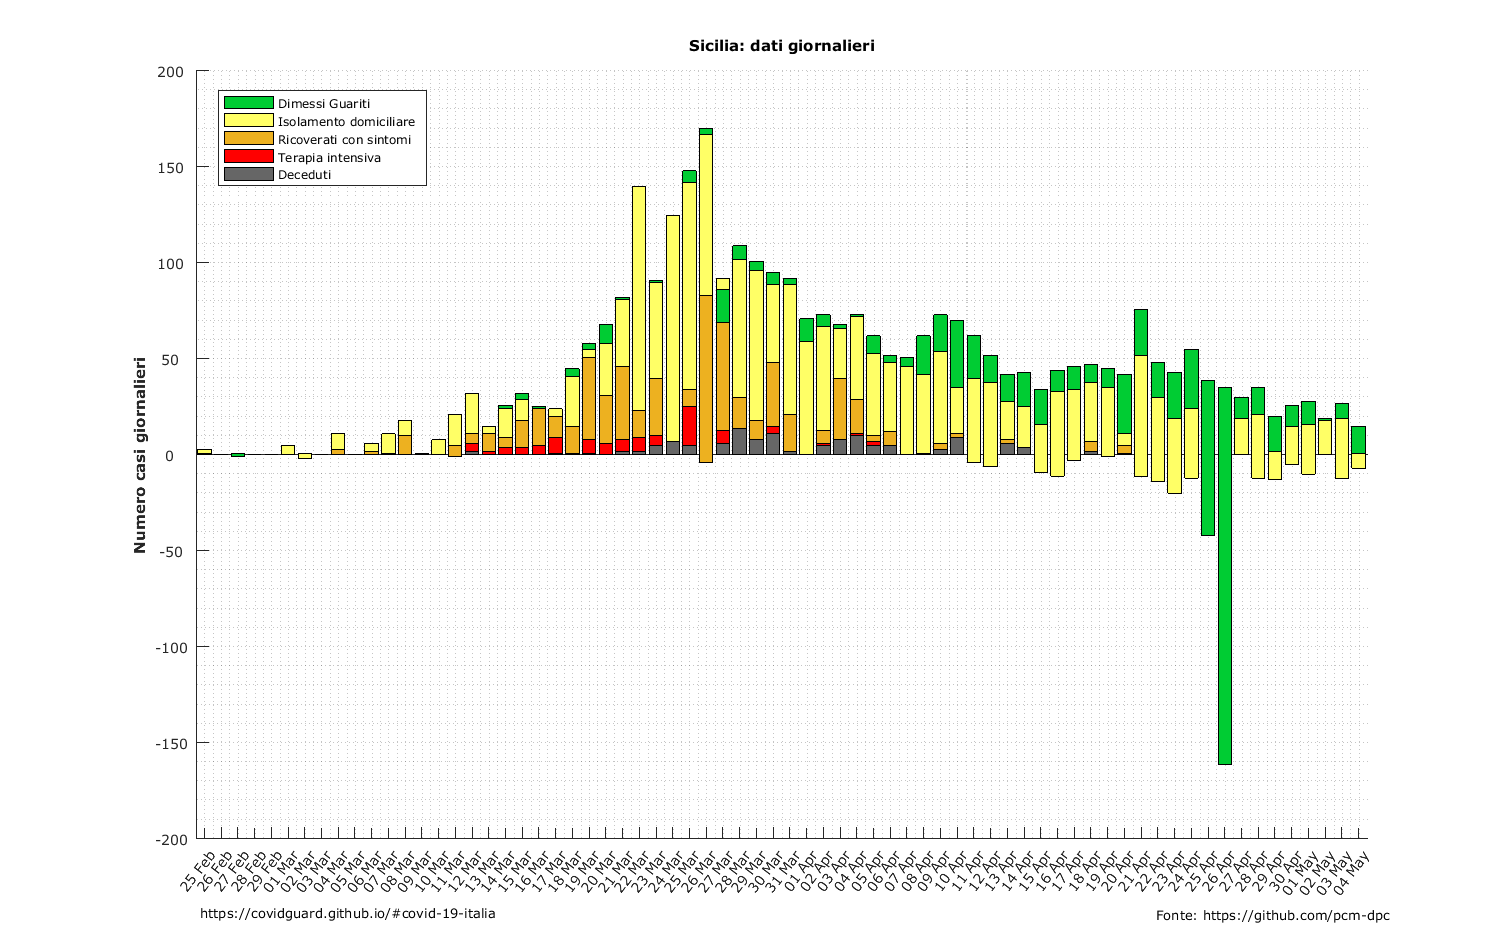 Sicilia: dati giornalieri
200
150
100
50
0
-50
-100
-150
-200
Numero casi giornalieri
Dimessi Guariti
Isolamento domiciliare
Ricoverati con sintomi
Terapia intensiva
Deceduti
25 Feb
26 Feb
27 Feb
28 Feb
29 Feb
01 Mar
02 Mar
03 Mar
04 Mar
05 Mar
06 Mar
07 Mar
08 Mar
09 Mar
10 Mar
11 Mar
12 Mar
13 Mar
14 Mar
15 Mar
16 Mar
17 Mar
18 Mar
19 Mar
20 Mar
21 Mar
22 Mar
23 Mar
24 Mar
25 Mar
26 Mar
27 Mar
28 Mar
29 Mar
30 Mar
31 Mar
01 Apr
02 Apr
03 Apr
04 Apr
05 Apr
06 Apr
07 Apr
08 Apr
09 Apr
10 Apr
11 Apr
12 Apr
13 Apr
14 Apr
15 Apr
16 Apr
17 Apr
18 Apr
19 Apr
20 Apr
21 Apr
22 Apr
23 Apr
24 Apr
25 Apr
26 Apr
27 Apr
28 Apr
29 Apr
30 Apr
01 May
02 May
03 May
04 May
https://covidguard.github.io/#covid-19-italia
Fonte: https://github.com/pcm-dpc